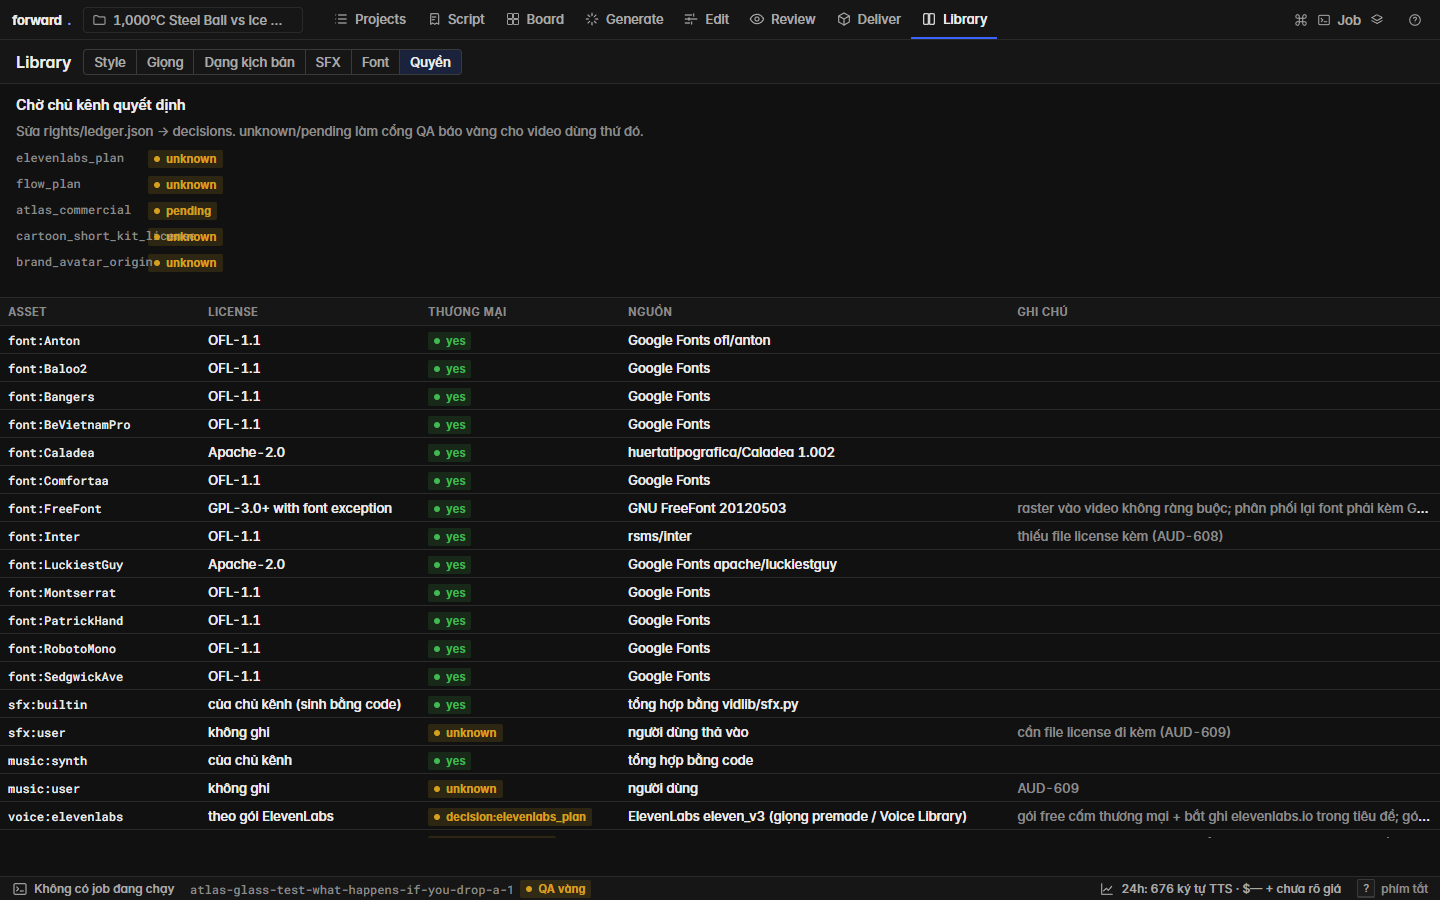 forward .
1,000°C Steel Ball vs Ice ...
Projects
Script
Board
Generate
Edit
Review
Deliver
Library
Job
Library
Style
Giọng
Dạng kịch bản
SFX
Font
Quyền
Chờ chủ kênh quyết định
Sửa rights/ledger.json → decisions. unknown/pending làm cổng QA báo vàng cho video dùng thứ đó.
elevenlabs_plan unknown
flow_plan unknown
atlas_commercial pending
cartoon_short_kit_license unknown
brand_avatar_origin unknown
ASSET LICENSE THƯƠNG MẠI NGUỒN GHI CHÚ
font:Anton OFL-1.1 yes Google Fonts ofl/anton
font:Baloo2 OFL-1.1 yes Google Fonts
font:Bangers OFL-1.1 yes Google Fonts
font:BeVietnamPro OFL-1.1 yes Google Fonts
font:Caladea Apache-2.0 yes huertatipografica/Caladea 1.002
font:Comfortaa OFL-1.1 yes Google Fonts
font:FreeFont GPL-3.0+ with font exception yes GNU FreeFont 20120503 raster vào video không ràng buộc; phân phối lại font phải kèm G...
font:Inter OFL-1.1 yes rsms/inter thiếu file license kèm (AUD-608)
font:LuckiestGuy Apache-2.0 yes Google Fonts apache/luckiestguy
font:Montserrat OFL-1.1 yes Google Fonts
font:PatrickHand OFL-1.1 yes Google Fonts
font:RobotoMono OFL-1.1 yes Google Fonts
font:SedgwickAve OFL-1.1 yes Google Fonts
sfx:builtin của chủ kênh (sinh bằng code) yes tổng hợp bằng vidlib/sfx.py
sfx:user không ghi unknown người dùng thả vào cần file license đi kèm (AUD-609)
music:synth của chủ kênh yes tổng hợp bằng code
music:user không ghi unknown người dùng AUD-609
voice:elevenlabs theo gói ElevenLabs decision:elevenlabs_plan ElevenLabs eleven_v3 (giọng premade / Voice Library) gói free cấm thương mại + bắt ghi elevenlabs.io trong tiêu đề; gó...
Không có job đang chạy
atlas-glass-test-what-happens-if-you-drop-a-1
QA vàng
24h: 676 ký tự TTS · $— + chưa rõ giá
? phím tắt